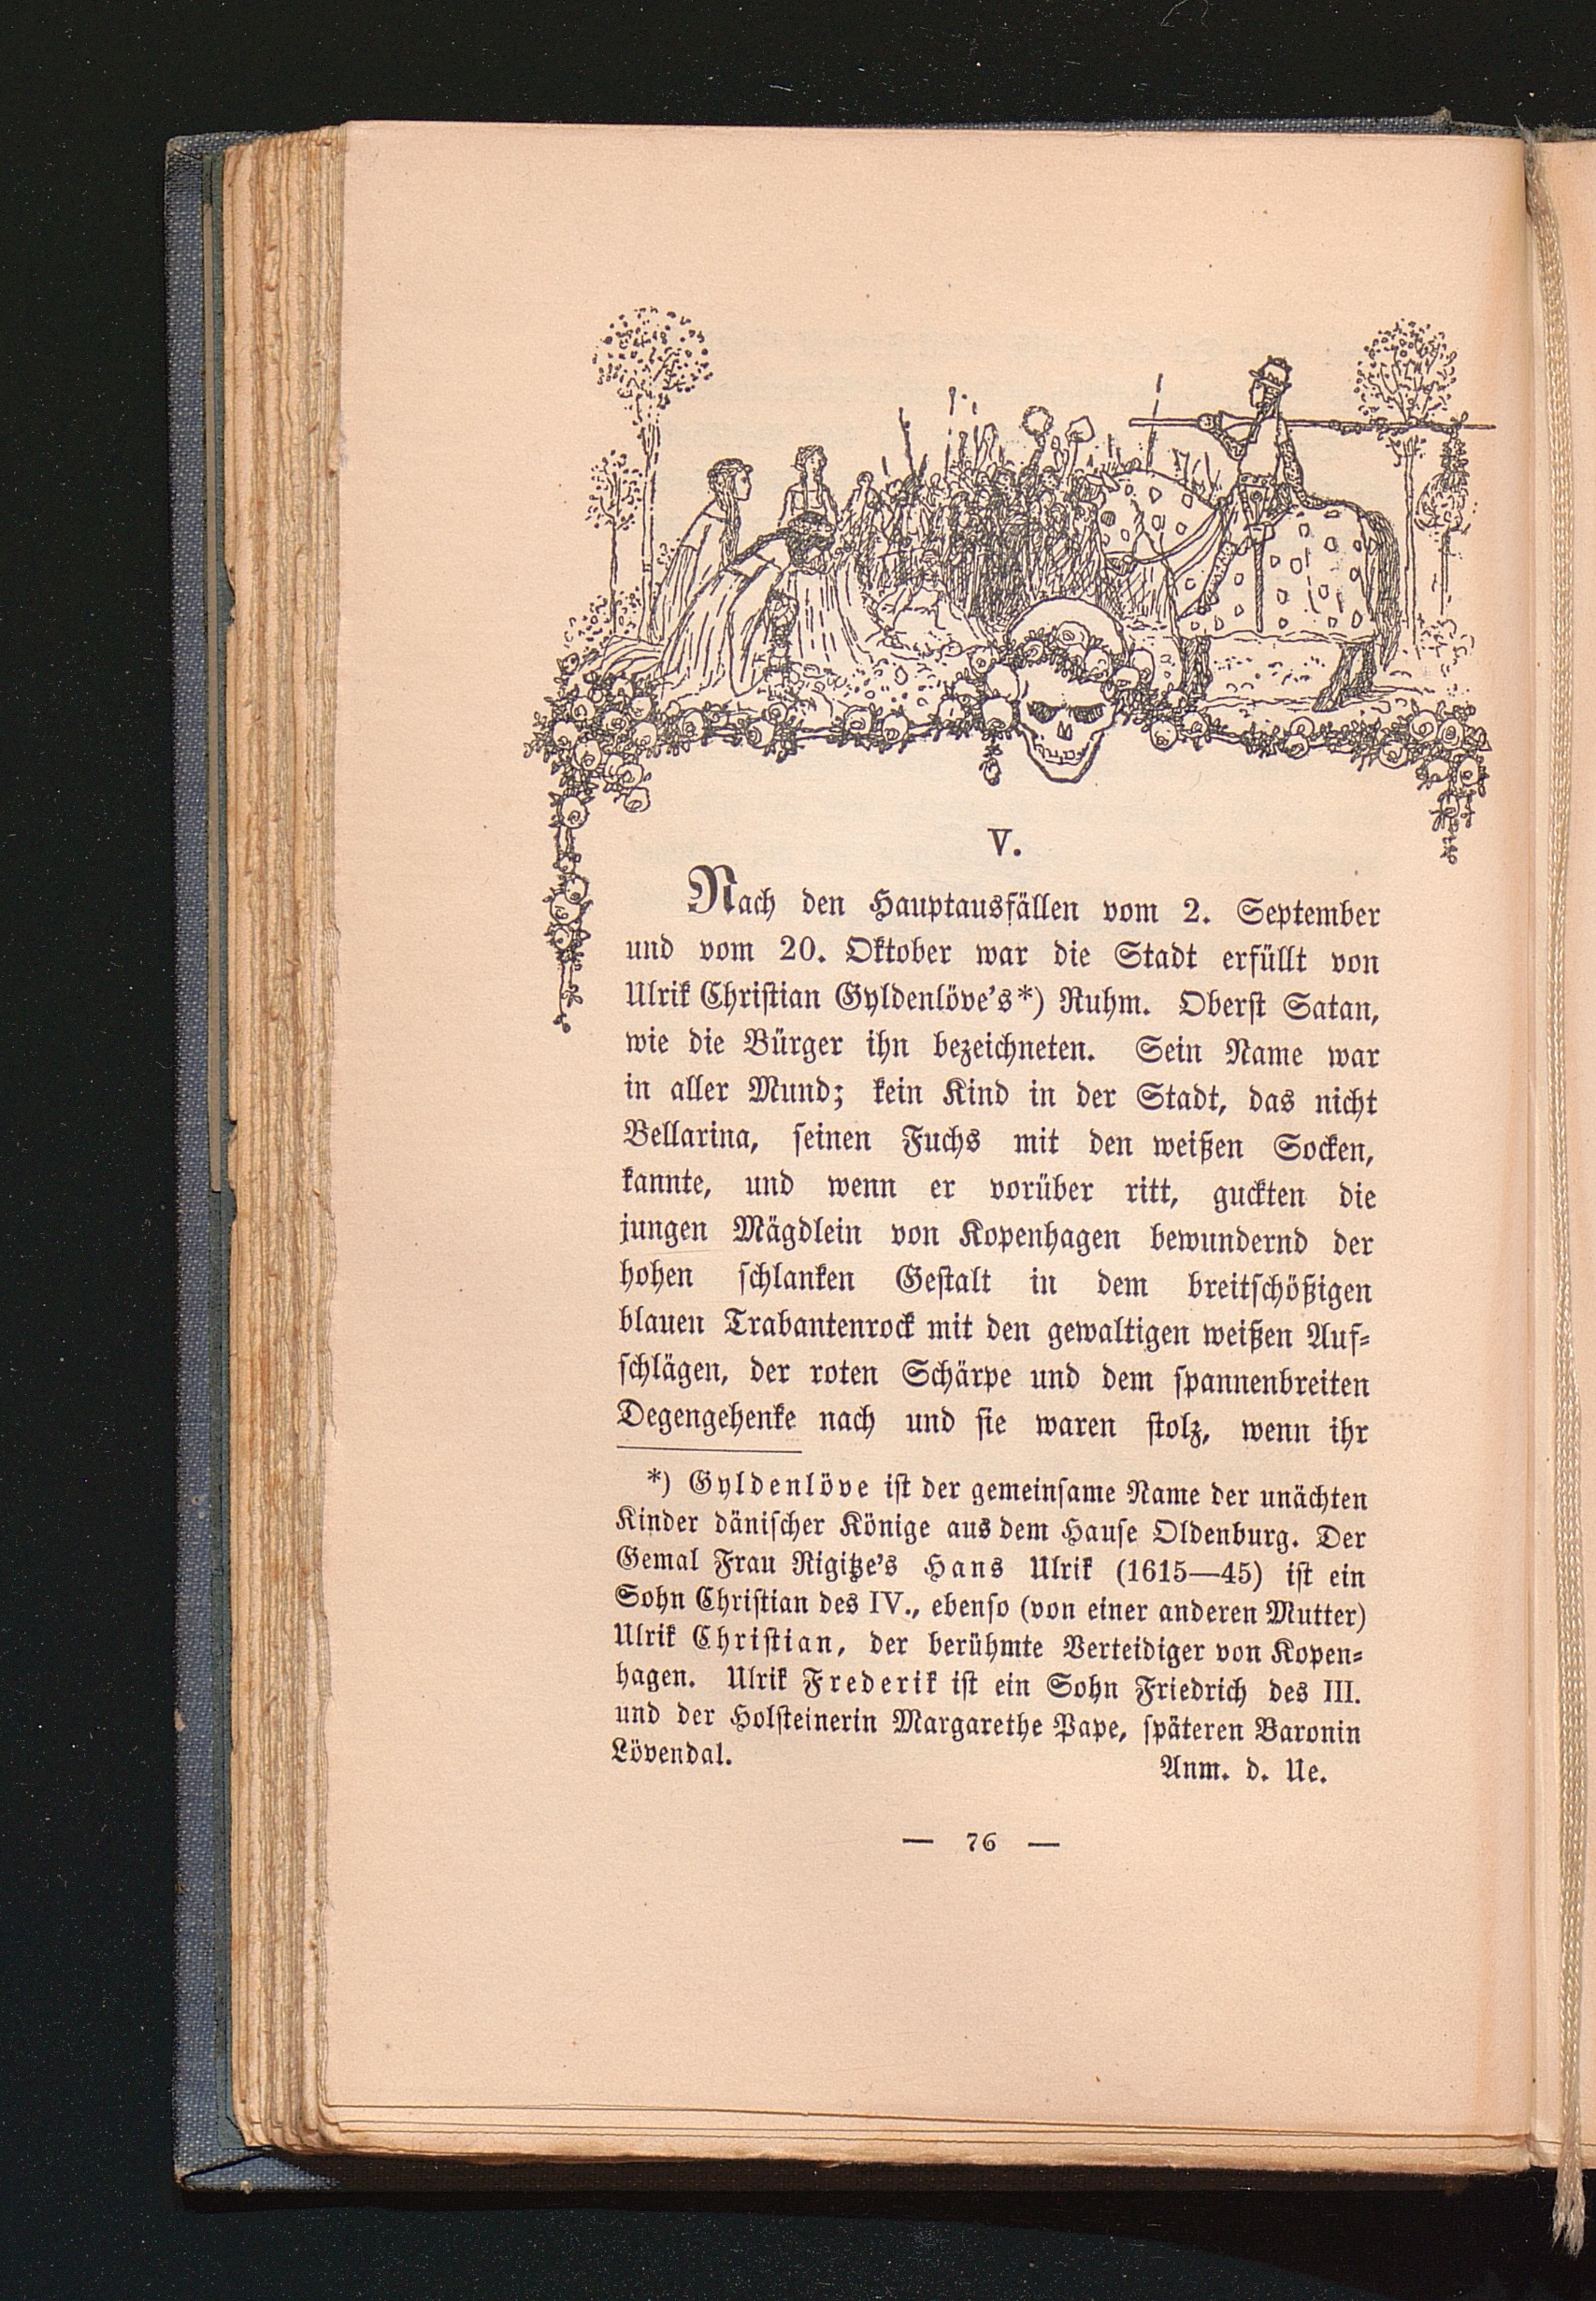 V.
Nach den Hauptausfällen vom 2. September
und vom 20. Oktober war die Stadt erfüllt von
Ulrik Christian Gyldenlöve's*) Ruhm. Oberst Satan,
wie die Bürger ihn bezeichneten. Sein Name war
in aller Mund; kein Kind in der Stadt, das nicht
Bellarina, seinen Fuchs mit den weißen Socken,
kannte, und wenn er vorüber ritt, guckten die
jungen Mägdlein von Kopenhagen bewundernd der
hohen schlanken Gestalt in dem breitschößigen
blauen Trabantenrock mit den gewaltigen weißen Auf-
schlägen, der roten Schärpe und dem spannenbreiten
Degengehenke nach und sie waren stolz, wenn ihr
*) Gyldenlöve ist der gemeinsame Name der unächten
Kinder dänischer Könige aus dem Hause Oldenburg. Der
Gemal Frau Rigitze's Hans Ulrik (1615—45) ist ein
Sohn Christian des IV., ebenso (von einer anderen Mutter)
Ulrik Christian, der berühmte Verteidiger von Kopen-
hagen. Ulrik Frederik ist ein Sohn Friedrich des III.
und der Holsteinerin Margarethe Pape, späteren Baronin
Lövendal. Anm. d. Ue.
— 76 —